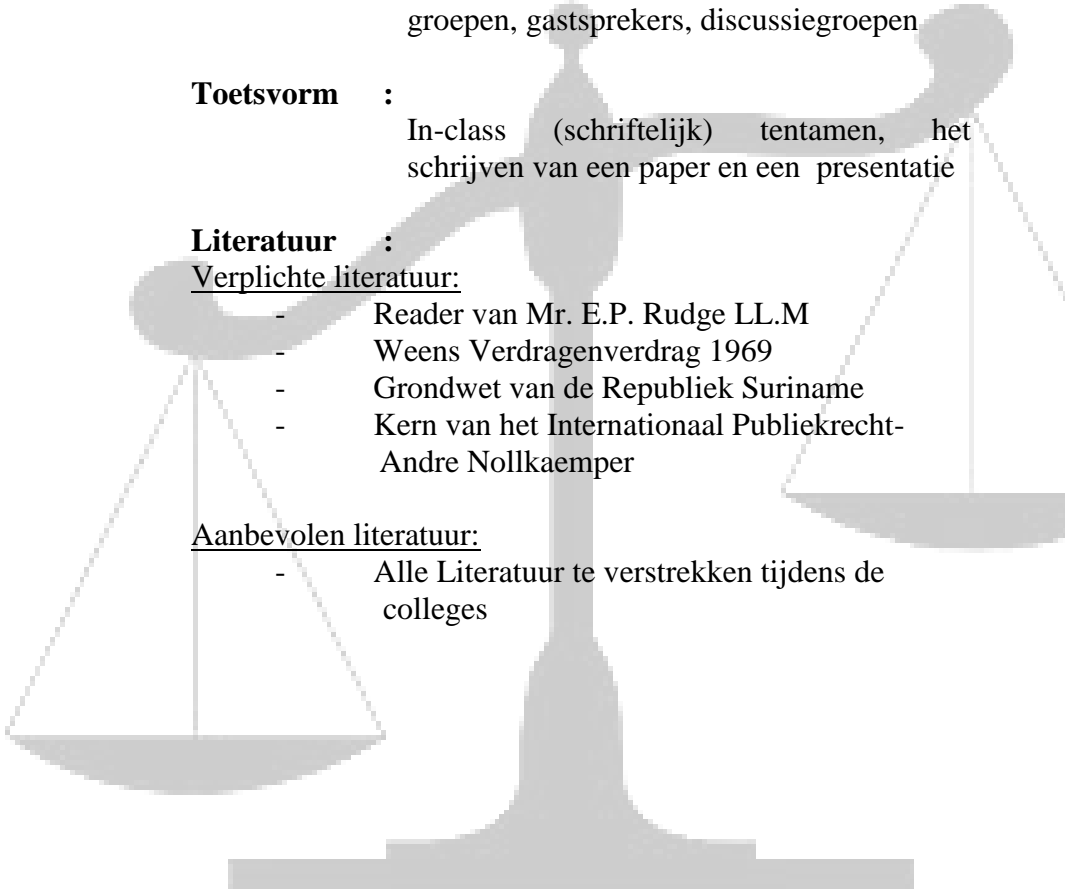 groepen, gastsprekers, discussiegroepen
Toetsvorm :
In-class (schriftelijk) tentamen, het
schrijven van een paper en een presentatie
Literatuur :
Verplichte literatuur:
- Reader van Mr. E.P. Rudge LL.M
- Weens Verdragenverdrag 1969
- Grondwet van de Republiek Suriname
- Kern van het Internaal Publiekrecht-
Andre Nollkaemper
Aanbevolen literatuur:
- Alle Literatuur te verstrekken tijdens de
colleges